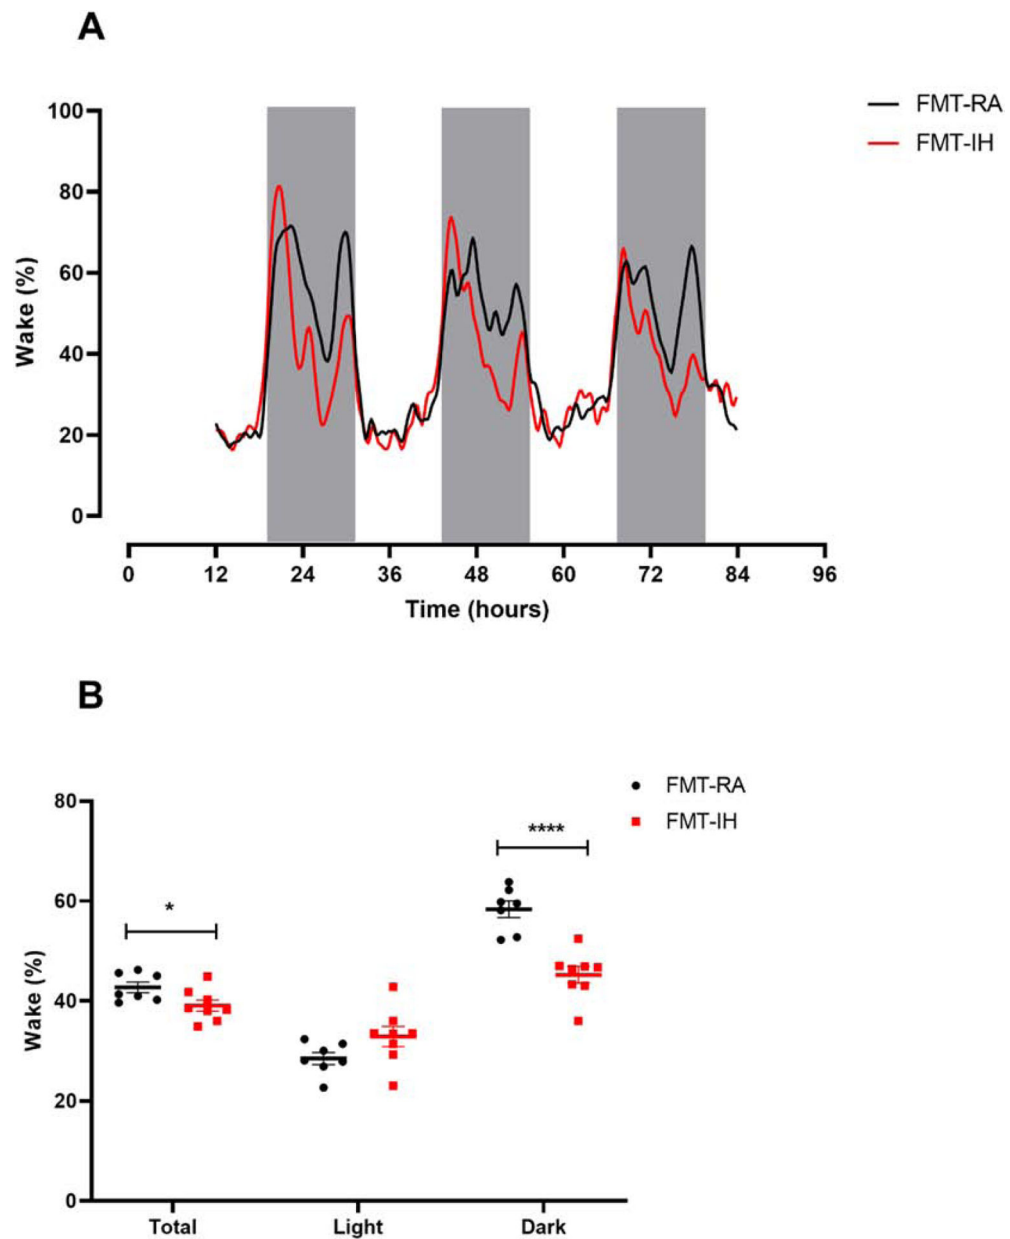 A
FMT-RA
FMT-IH
100
80
60
40
20
0
Wake (%)
0 12 24 36 48 60 72 84 96
Time (hours)
B
FMT-RA
FMT-IH
80
60
40
20
0
Wake (%)
*
****
Total Light Dark